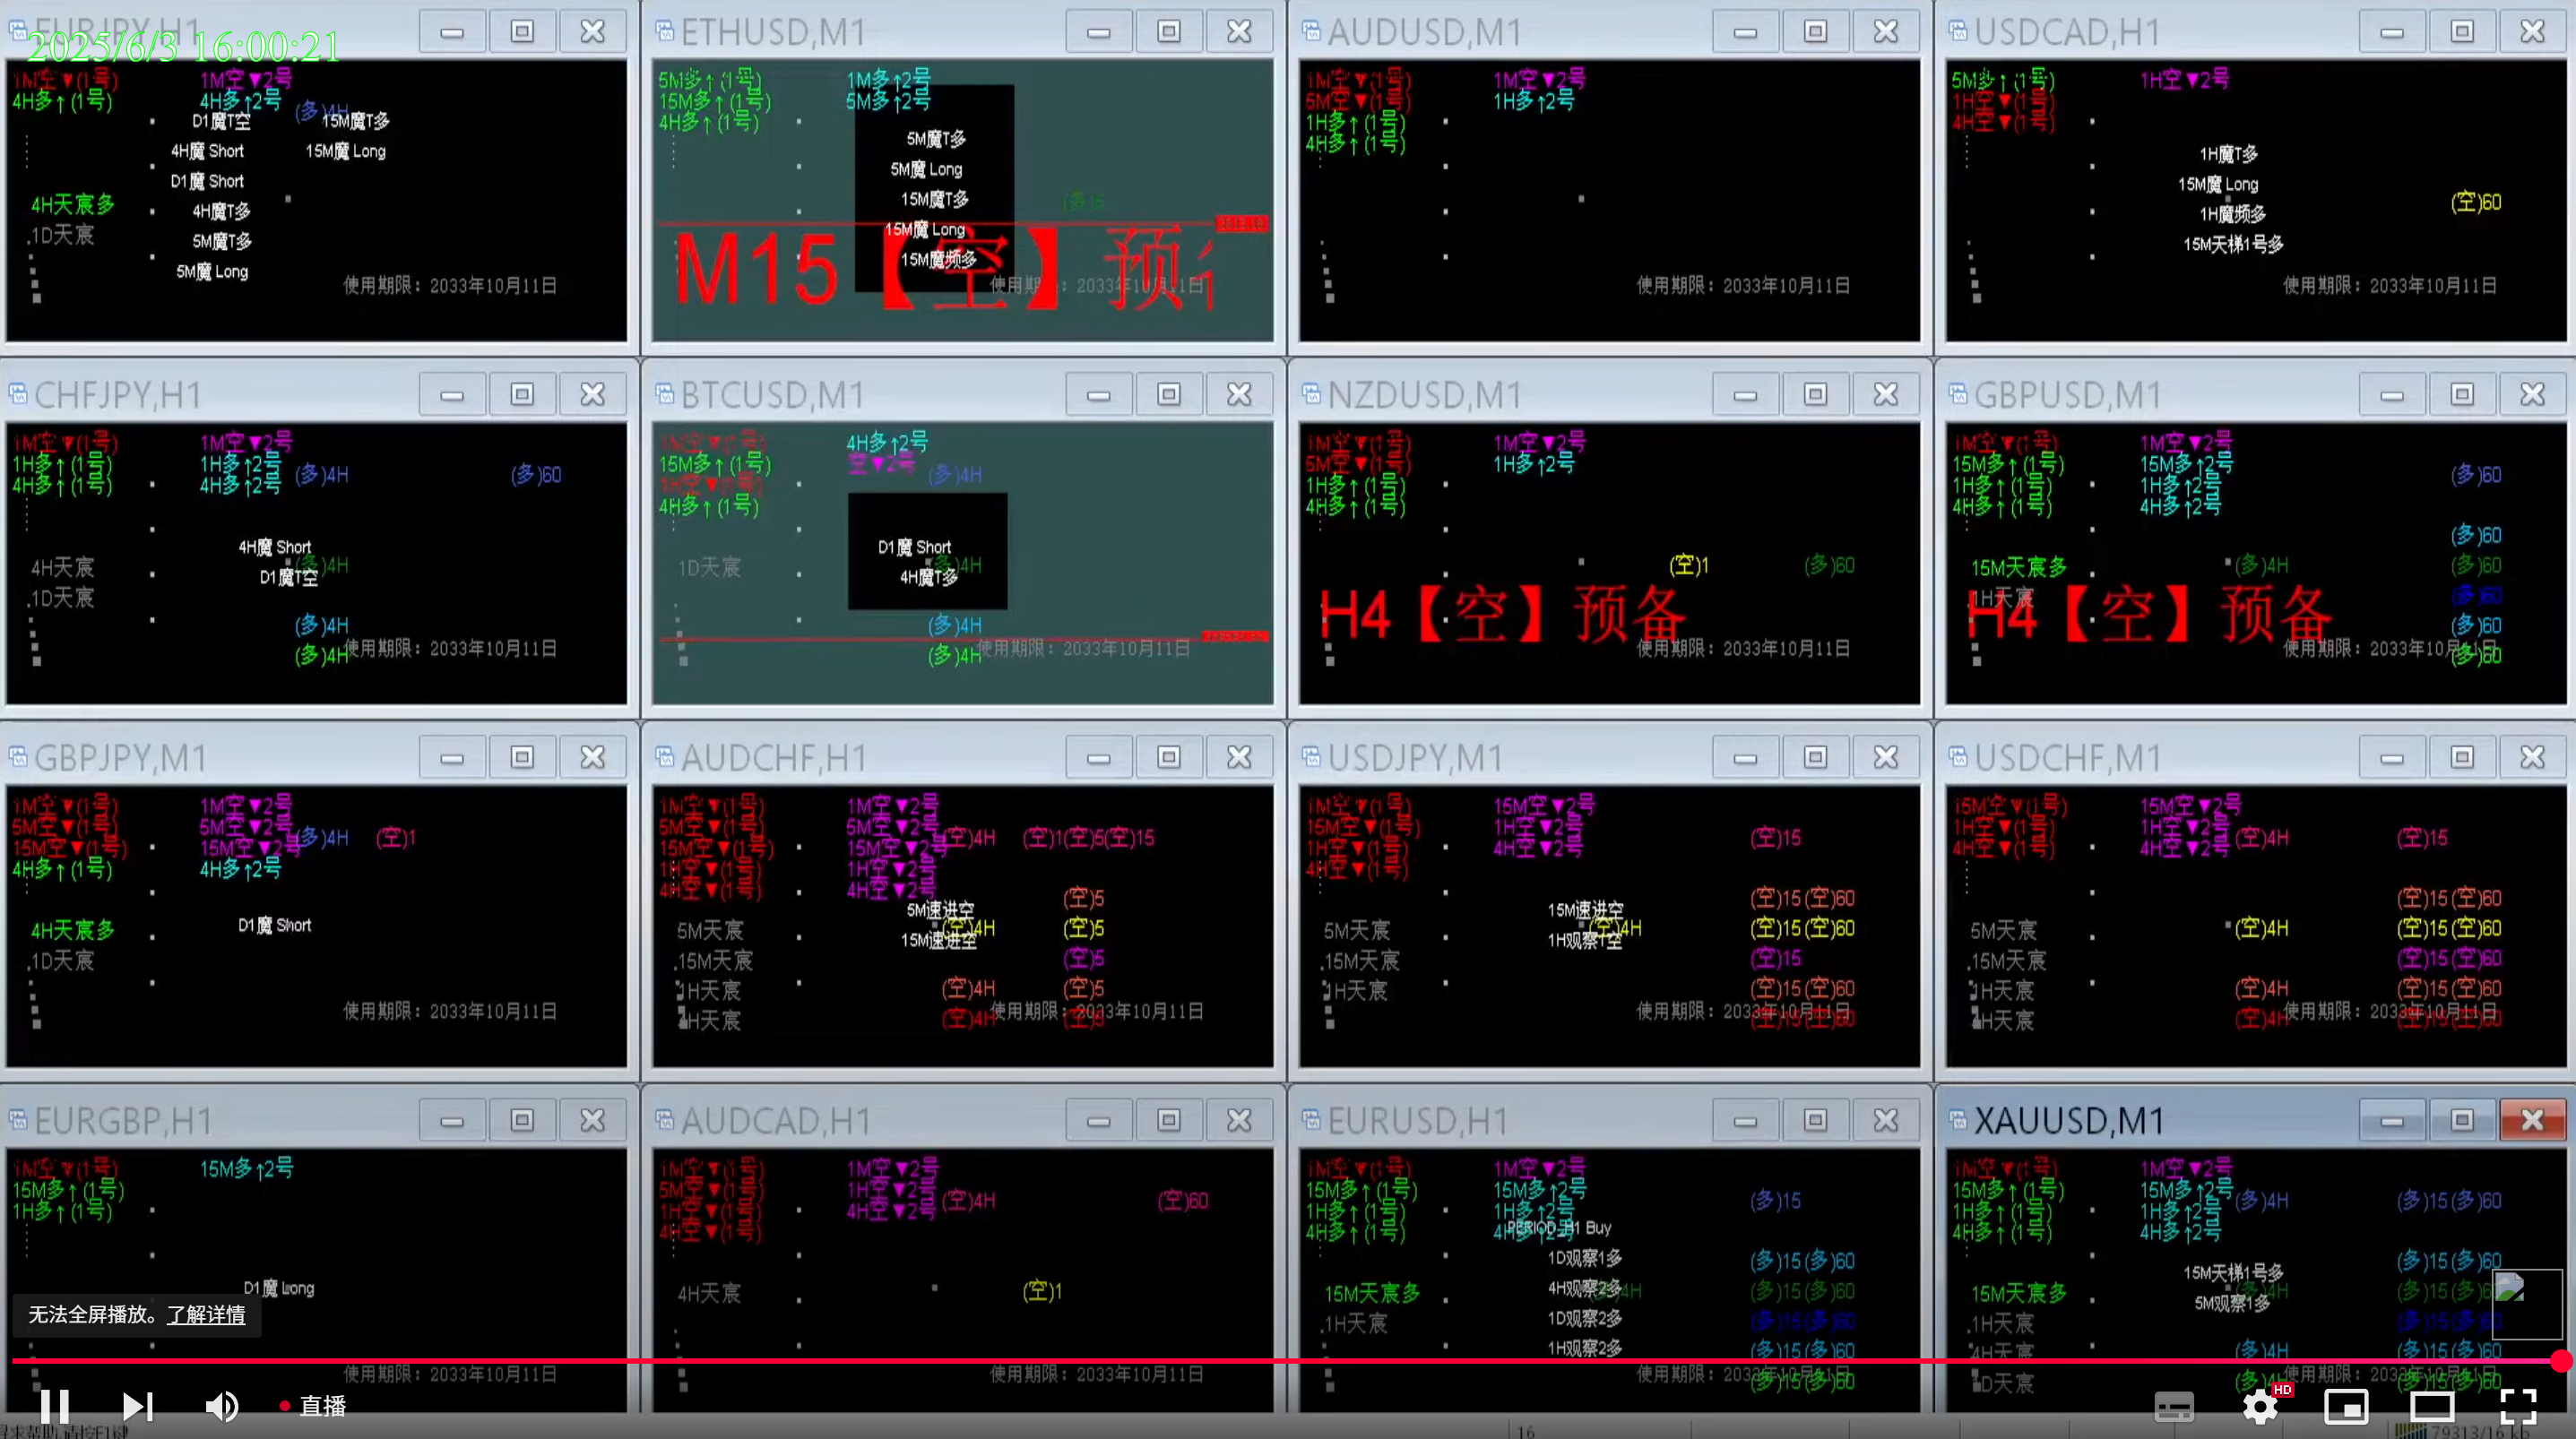 EURJPY,H1
2025/6/3 16:00:21
1M空▼(1号) 1M空▼2号
4H多↑(1号) 4H多↑2号 (多)4H
D1魔T空 15M魔T多
4H魔 Short 15M魔 Long
D1魔 Short
4H天宸多 4H魔T多
.1D天宸 5M魔T多
5M魔 Long
使用期限：2033年10月11日
ETHUSD,M1
5M多↑(1号) 1M多↑2号
15M多↑(1号) 5M多↑2号
4H多↑(1号)
5M魔T多
5M魔 Long
15M魔T多
15M魔 Long
15M魔频多
M15【空】预
2033年10月11日
AUDUSD,M1
1M空▼(1号) 1M空▼2号
5M空▼(1号) 1H多↑2号
1H多↑(1号)
4H多↑(1号)
使用期限：2033年10月11日
USDCAD,H1
5M多↑(1号) 1H空▼2号
1H空▼(1号)
4H空▼(1号)
1H魔T多
15M魔 Long
(空)60
1H魔频多
15M天梯1号多
使用期限：2033年10月11日
CHFJPY,H1
1M空▼(1号) 1M空▼2号
1H多↑(1号) 1H多↑2号
4H多↑(1号) 4H多↑2号 (多)4H (多)60
4H魔 Short
4H天宸 (多)4H
D1魔T空
.1D天宸
(多)4H
(多)4H 使用期限：2033年10月11日
BTCUSD,M1
1M空▼(1号) 4H多↑2号
15M多↑(1号) 空▼2号
1H空▼(1号) (多)4H
4H多↑(1号)
D1魔 Short
1D天宸 (多)4H
4H魔T多
(多)4H
(多)4H 使用期限：2033年10月11日
NZDUSD,M1
1M空▼(1号) 1M空▼2号
5M空▼(1号) 1H多↑2号
1H多↑(1号)
4H多↑(1号)
(空)1 (多)60
H4【空】预备
使用期限：2033年10月11日
GBPUSD,M1
1M空▼(1号) 1M空▼2号
15M多↑(1号) 15M多↑2号 (多)60
1H多↑(1号) 1H多↑2号
4H多↑(1号) 4H多↑2号
(多)60
15M天宸多 (多)4H (多)60
.1H天宸 (多)60
H4【空】预备 (多)60
使用期限：2033年10月11日 (多)60
GBPJPY,M1
1M空▼(1号) 1M空▼2号
5M空▼(1号) 5M空▼2号 (多)4H (空)1
15M空▼(1号) 15M空▼2号
4H多↑(1号) 4H多↑2号
4H天宸多 D1魔 Short
.1D天宸
使用期限：2033年10月11日
AUDCHF,H1
1M空▼(1号) 1M空▼2号
5M空▼(1号) 5M空▼2号 (空)4H (空)1(空)5(空)15
15M空▼(1号) 15M空▼2号
1H空▼(1号) 1H空▼2号
4H空▼(1号) 4H空▼2号
5M速进空 (空)5
5M天宸 (空)4H (空)5
15M速进空
.15M天宸 (空)5
1H天宸 (空)4H (空)5
4H天宸 (空)4H (空)5
使用期限：2033年10月11日
USDJPY,M1
1M空▼(1号) 15M空▼2号
15M空▼(1号) 1H空▼2号 (空)15
1H空▼(1号) 4H空▼2号
4H空▼(1号)
15M速进空 (空)15(空)60
5M天宸 (空)4H (空)15(空)60
1H观察1空
.15M天宸 (空)15
1H天宸 (空)15(空)60
使用期限：2033年10月11日
(空)15(空)60
USDCHF,M1
15M空▼(1号) 15M空▼2号
1H空▼(1号) 1H空▼2号 (空)4H (空)15
4H空▼(1号) 4H空▼2号
(空)15(空)60
5M天宸 (空)4H (空)15(空)60
.15M天宸 (空)15(空)60
1H天宸 (空)4H (空)15(空)60
4H天宸 (空)4H (空)15(空)60
使用期限：2033年10月11日
EURGBP,H1
1M空▼(1号) 15M多↑2号
15M多↑(1号)
1H多↑(1号)
D1魔 Long
使用期限：2033年10月11日
AUDCAD,H1
1M空▼(1号) 1M空▼2号
5M空▼(1号) 1H空▼2号 (空)4H (空)60
1H空▼(1号) 4H空▼2号
4H空▼(1号)
4H天宸 (空)1
使用期限：2033年10月11日
EURUSD,H1
1M空▼(1号) 1M空▼2号
15M多↑(1号) 15M多↑2号 (多)15
1H多↑(1号) 1H多↑2号
4H多↑(1号) 4H多↑2号
PERIOD_H1 Buy
1D观察1多 (多)15(多)60
15M天宸多 4H观察2多 4H (多)15(多)60
.1H天宸 1D观察2多 (多)15(多)60
1H观察2多 (多)15(多)60
使用期限：2033年10月11日
(多)15(多)60
XAUUSD,M1
1M空▼(1号) 1M空▼2号
15M多↑(1号) 15M多↑2号 (多)4H (多)15(多)60
1H多↑(1号) 1H多↑2号
4H多↑(1号) 4H多↑2号
(多)15(多)60
15M天梯1号多
15M天宸多 (多)4H (多)15(多)6
5M观察1多
.1H天宸 (多)15(多)6
4H天宸 (多)4H (多)15(多)60
1D天宸 使用期限：2033年10月11日
无法全屏播放。了解详情
直播
HD
16
79313/16 kb